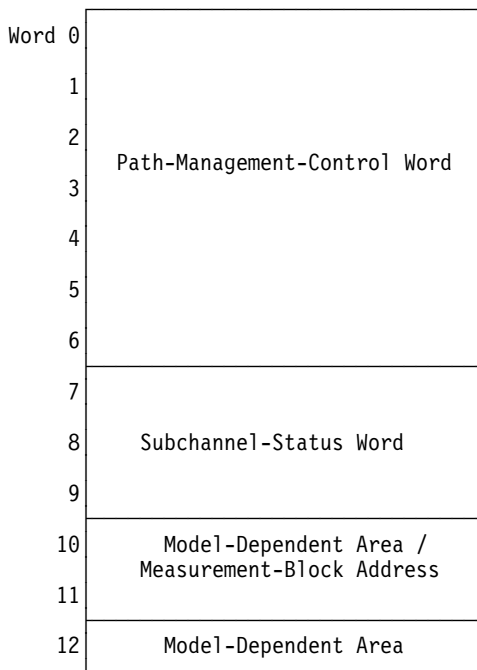 Word 0
1
2
Path-Management-Control Word
3
4
5
6
7
8 Subchannel-Status Word
9
10 Model-Dependent Area /
Measurement-Block Address
11
12 Model-Dependent Area